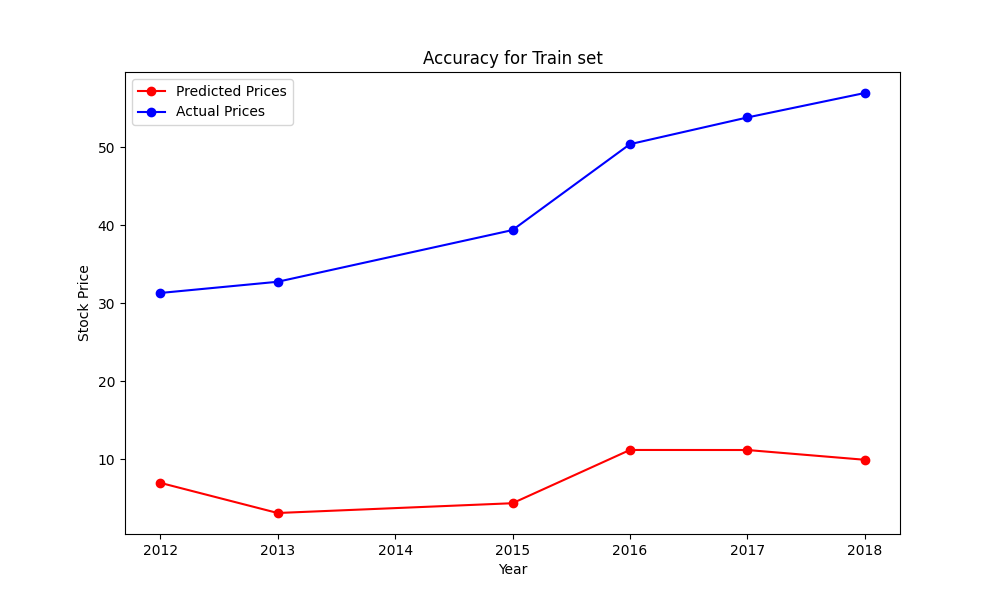 Accuracy for Train set
Predicted Prices
Actual Prices
Stock Price
50
40
30
20
10
2012 2013 2014 2015 2016 2017 2018
Year